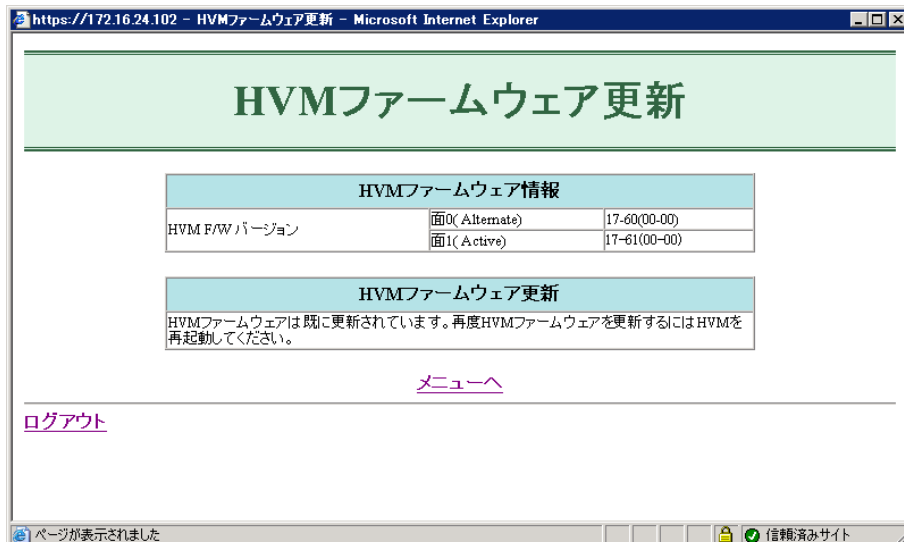 https://172.16.24.102 - HVMファームウェア更新 - Microsoft Internet Explorer
HVMファームウェア更新
HVMファームウェア情報
HVM F/W バージョン
面0( Alternate) 17-60(00-00)
面1( Active) 17-61(00-00)
HVMファームウェア更新
HVMファームウェアは既に更新されています。再度HVMファームウェアを更新するにはHVMを
再起動してください。
メニューへ
ログアウト
ページが表示されました 信頼済みサイト